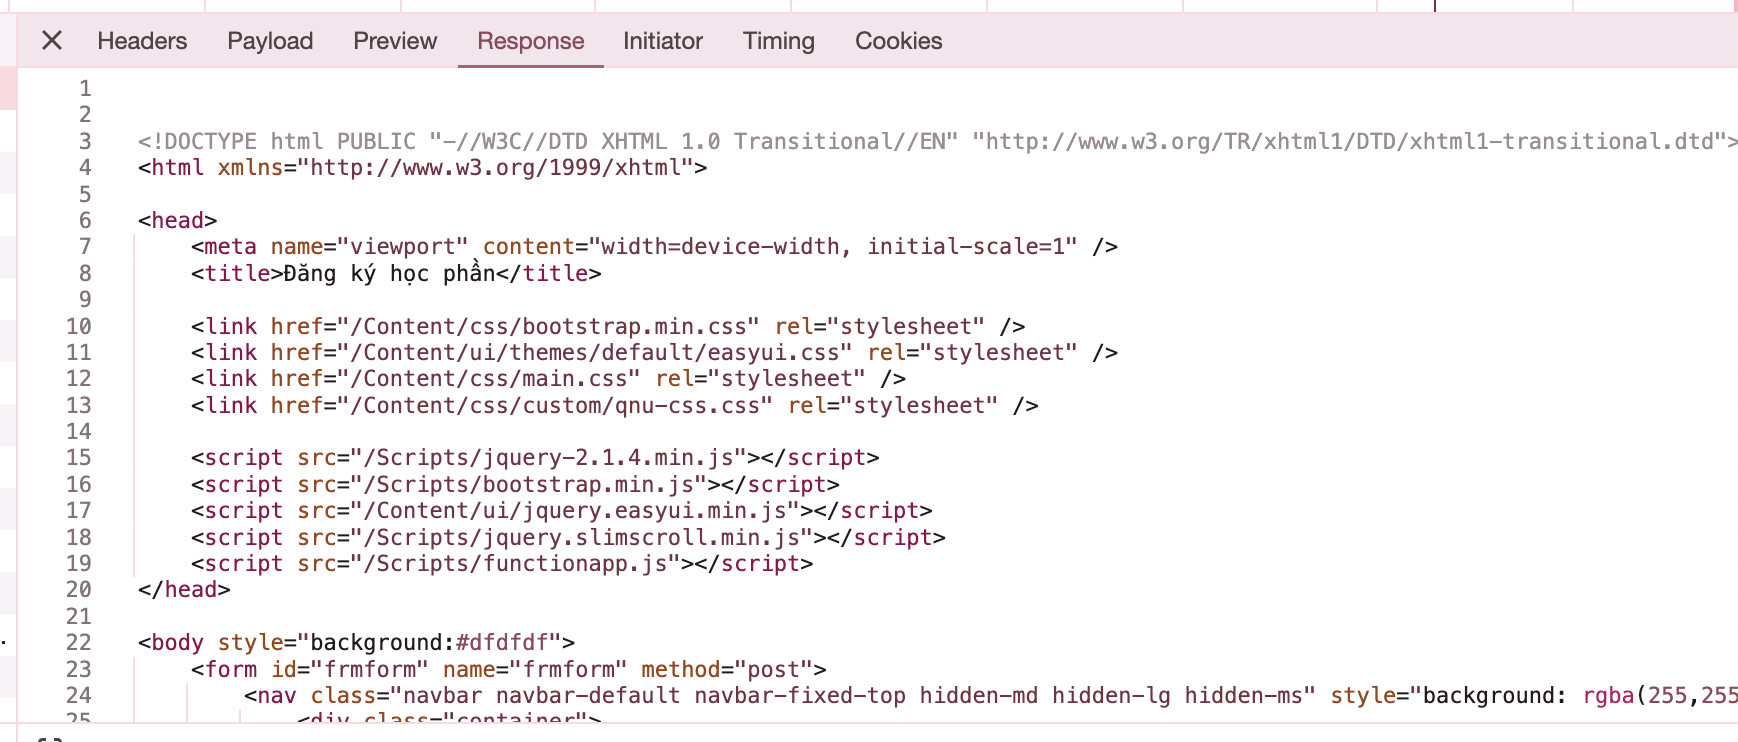 Headers Payload Preview Response Initiator Timing Cookies
1
2
3 <!DOCTYPE html PUBLIC "-//W3C//DTD XHTML 1.0 Transitional//EN" "http://www.w3.org/TR/xhtml1/DTD/xhtml1-transitional.dtd">
4 <html xmlns="http://www.w3.org/1999/xhtml">
5
6 <head>
7 <meta name="viewport" content="width=device-width, initial-scale=1" />
8 <title>Đăng ký học phần</title>
9
10 <link href="/Content/css/bootstrap.min.css" rel="stylesheet" />
11 <link href="/Content/ui/themes/default/easyui.css" rel="stylesheet" />
12 <link href="/Content/css/main.css" rel="stylesheet" />
13 <link href="/Content/css/custom/qnu-css.css" rel="stylesheet" />
14
15 <script src="/Scripts/jquery-2.1.4.min.js"></script>
16 <script src="/Scripts/bootstrap.min.js"></script>
17 <script src="/Content/ui/jquery.easyui.min.js"></script>
18 <script src="/Scripts/jquery.slimscroll.min.js"></script>
19 <script src="/Scripts/functionapp.js"></script>
20 </head>
21
22 <body style="background:#dfdfdf">
23 <form id="frmform" name="frmform" method="post">
24 <nav class="navbar navbar-default navbar-fixed-top hidden-md hidden-lg hidden-ms" style="background: rgba(255,255
25 <div class="container">